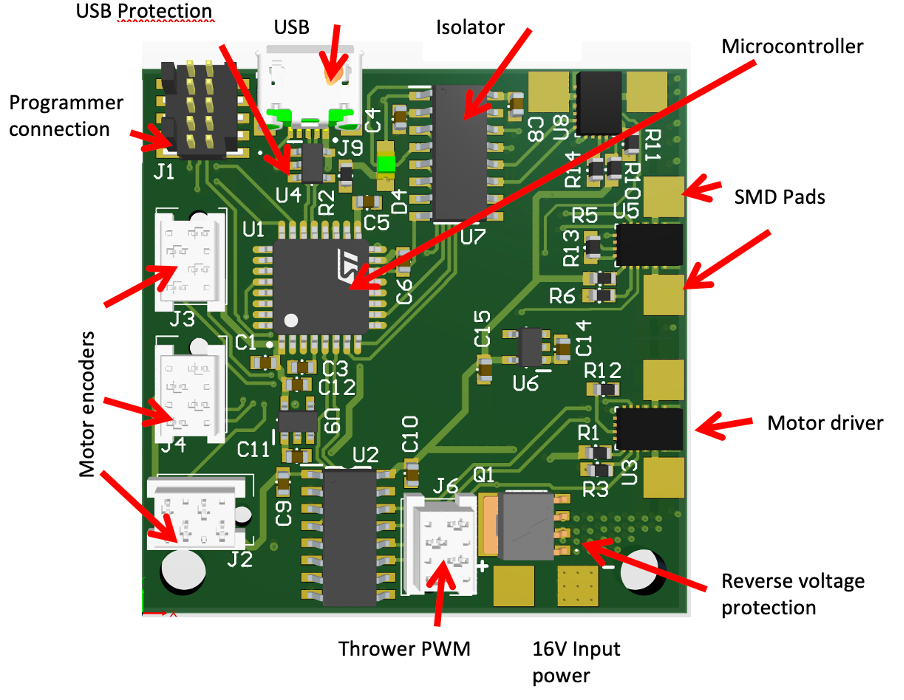 USB Protection
USB
Isolator
Microcontroller
Programmer
connection
SMD Pads
Motor encoders
Motor driver
Reverse voltage
protection
Thrower PWM
16V Input
power
J1
J9
C4
U4
R2
D4
C5
U7
C8
U8
R11
R14
R10
U5
R5
R13
R6
U1
ST
C6
J3
C1
C3
C12
C15
C14
U6
R12
J4
C11
U9
U2
C10
R1
R3
U3
C9
J6
Q1
J2
+
-
x